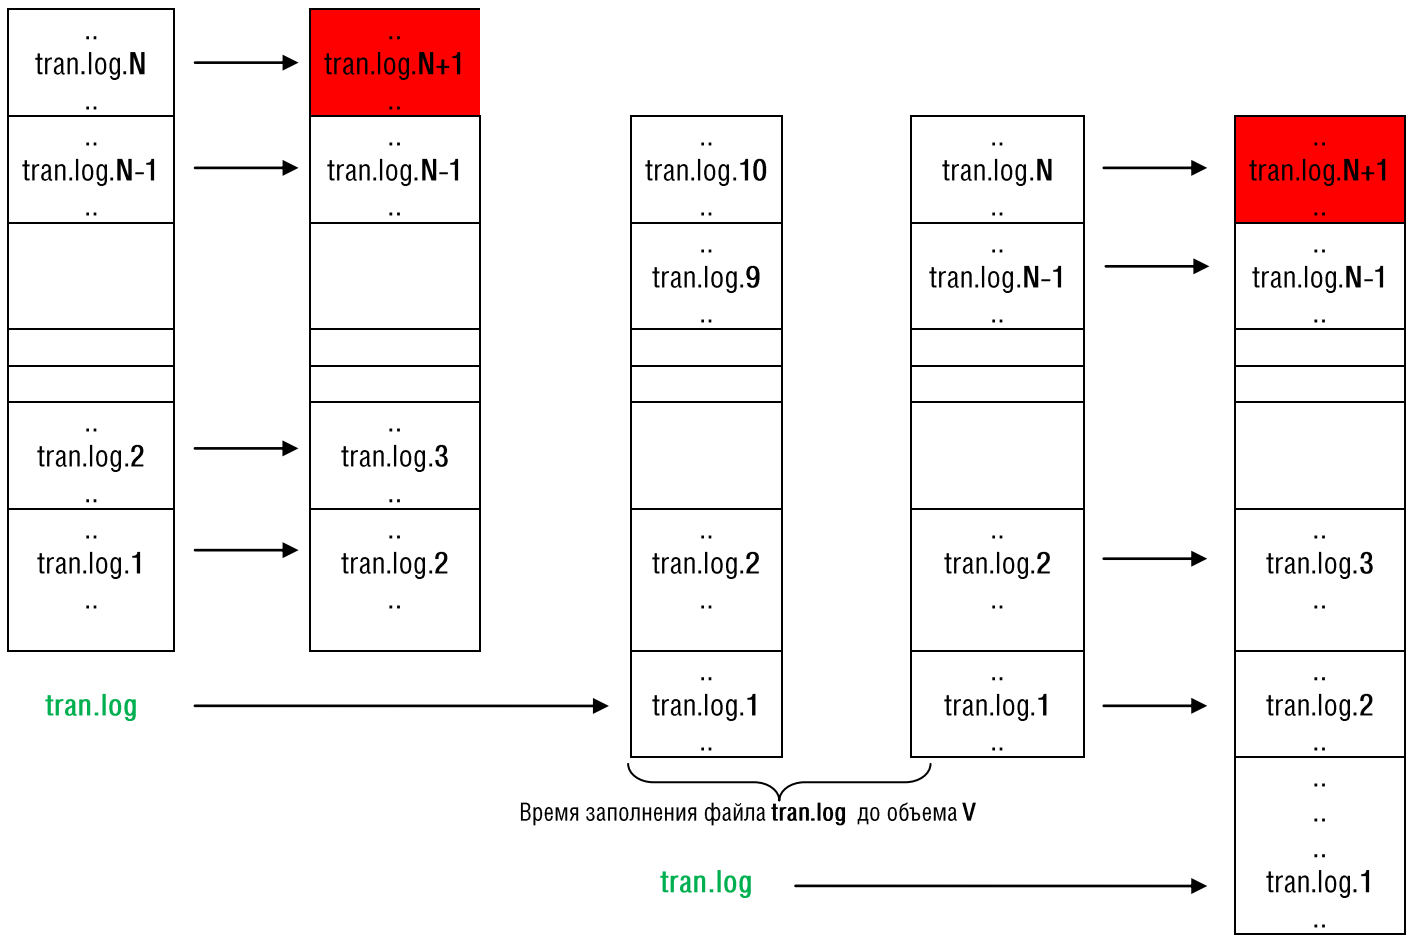 ..
tran.log.N
..
..
tran.log.N-1
..
..
tran.log.2
..
..
tran.log.1
..
tran.log
..
tran.log.N+1
..
..
tran.log.N-1
..
..
tran.log.3
..
..
tran.log.2
..
..
tran.log.10
..
..
tran.log.9
..
..
tran.log.2
..
..
tran.log.1
..
..
tran.log.N
..
..
tran.log.N-1
..
..
tran.log.2
..
..
tran.log.1
..
Время заполнения файла tran.log до объема V
tran.log
..
tran.log.N+1
..
..
tran.log.N-1
..
..
tran.log.3
..
..
tran.log.2
..
..
..
..
tran.log.1
..